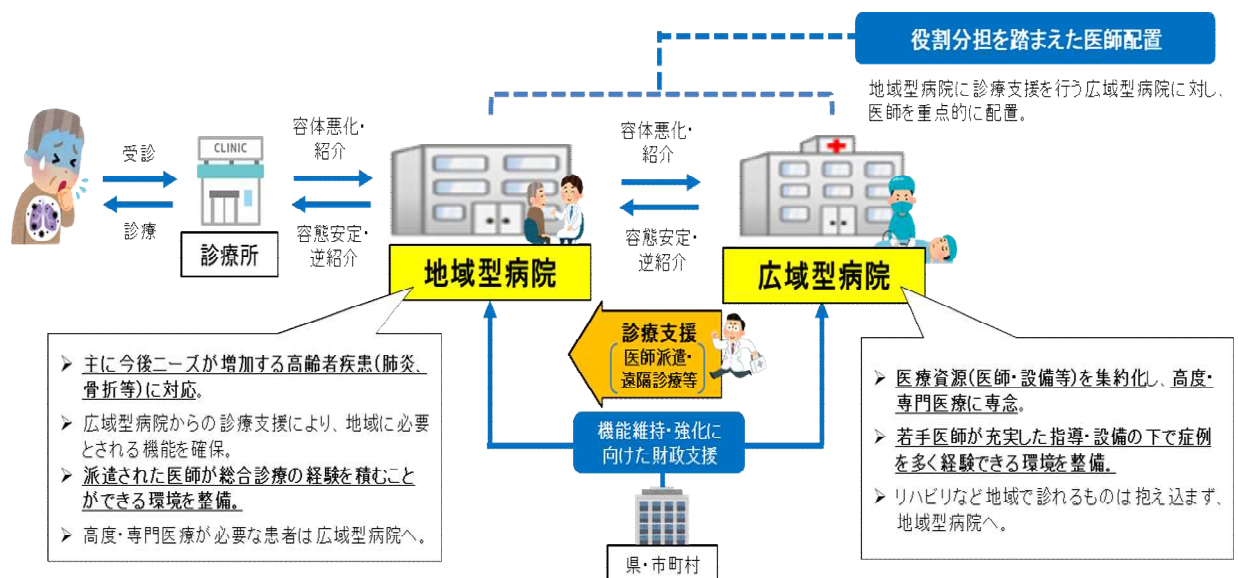 役割分担を踏まえた医師配置
地域型病院に診療支援を行う広域型病院に対し、
医師を重点的に配置。
受診
診療
CLINIC
診療所
容体悪化・
紹介
容態安定・
逆紹介
地域型病院
容体悪化・
紹介
容態安定・
逆紹介
広域型病院
診療支援
医師派遣・
遠隔診療等
➢ 主に今後ニーズが増加する高齢者疾患(肺炎、
骨折等)に対応。
➢ 広域型病院からの診療支援により、地域に必要
とされる機能を確保。
➢ 派遣された医師が総合診療の経験を積むこと
ができる環境を整備。
➢ 高度・専門医療が必要な患者は広域型病院へ。
機能維持・強化に
向けた財政支援
県・市町村
➢ 医療資源(医師・設備等)を集約化し、高度・
専門医療に専念。
➢ 若手医師が充実した指導・設備の下で症例
を多く経験できる環境を整備。
➢ リハビリなど地域で診れるものは抱え込まず、
地域型病院へ。